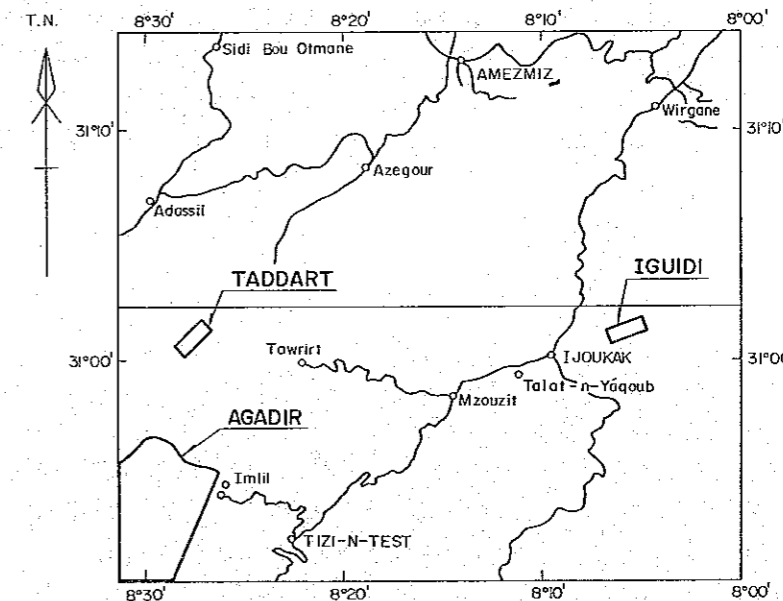 T.N.
8°30' 8°20' 8°10' 8°00'
Sidi Bou Otmane
AMEZMIZ
Wirgane
31°10' 31°10'
Azegour
Adassil
TADDART IGUIDI
31°00' 31°00'
Tawrirt IJOUKAK
Talat-n-Yáqoub
Mzouzit
AGADIR
Imlil
TIZI-N-TEST
8°30' 8°20' 8°10' 8°00'